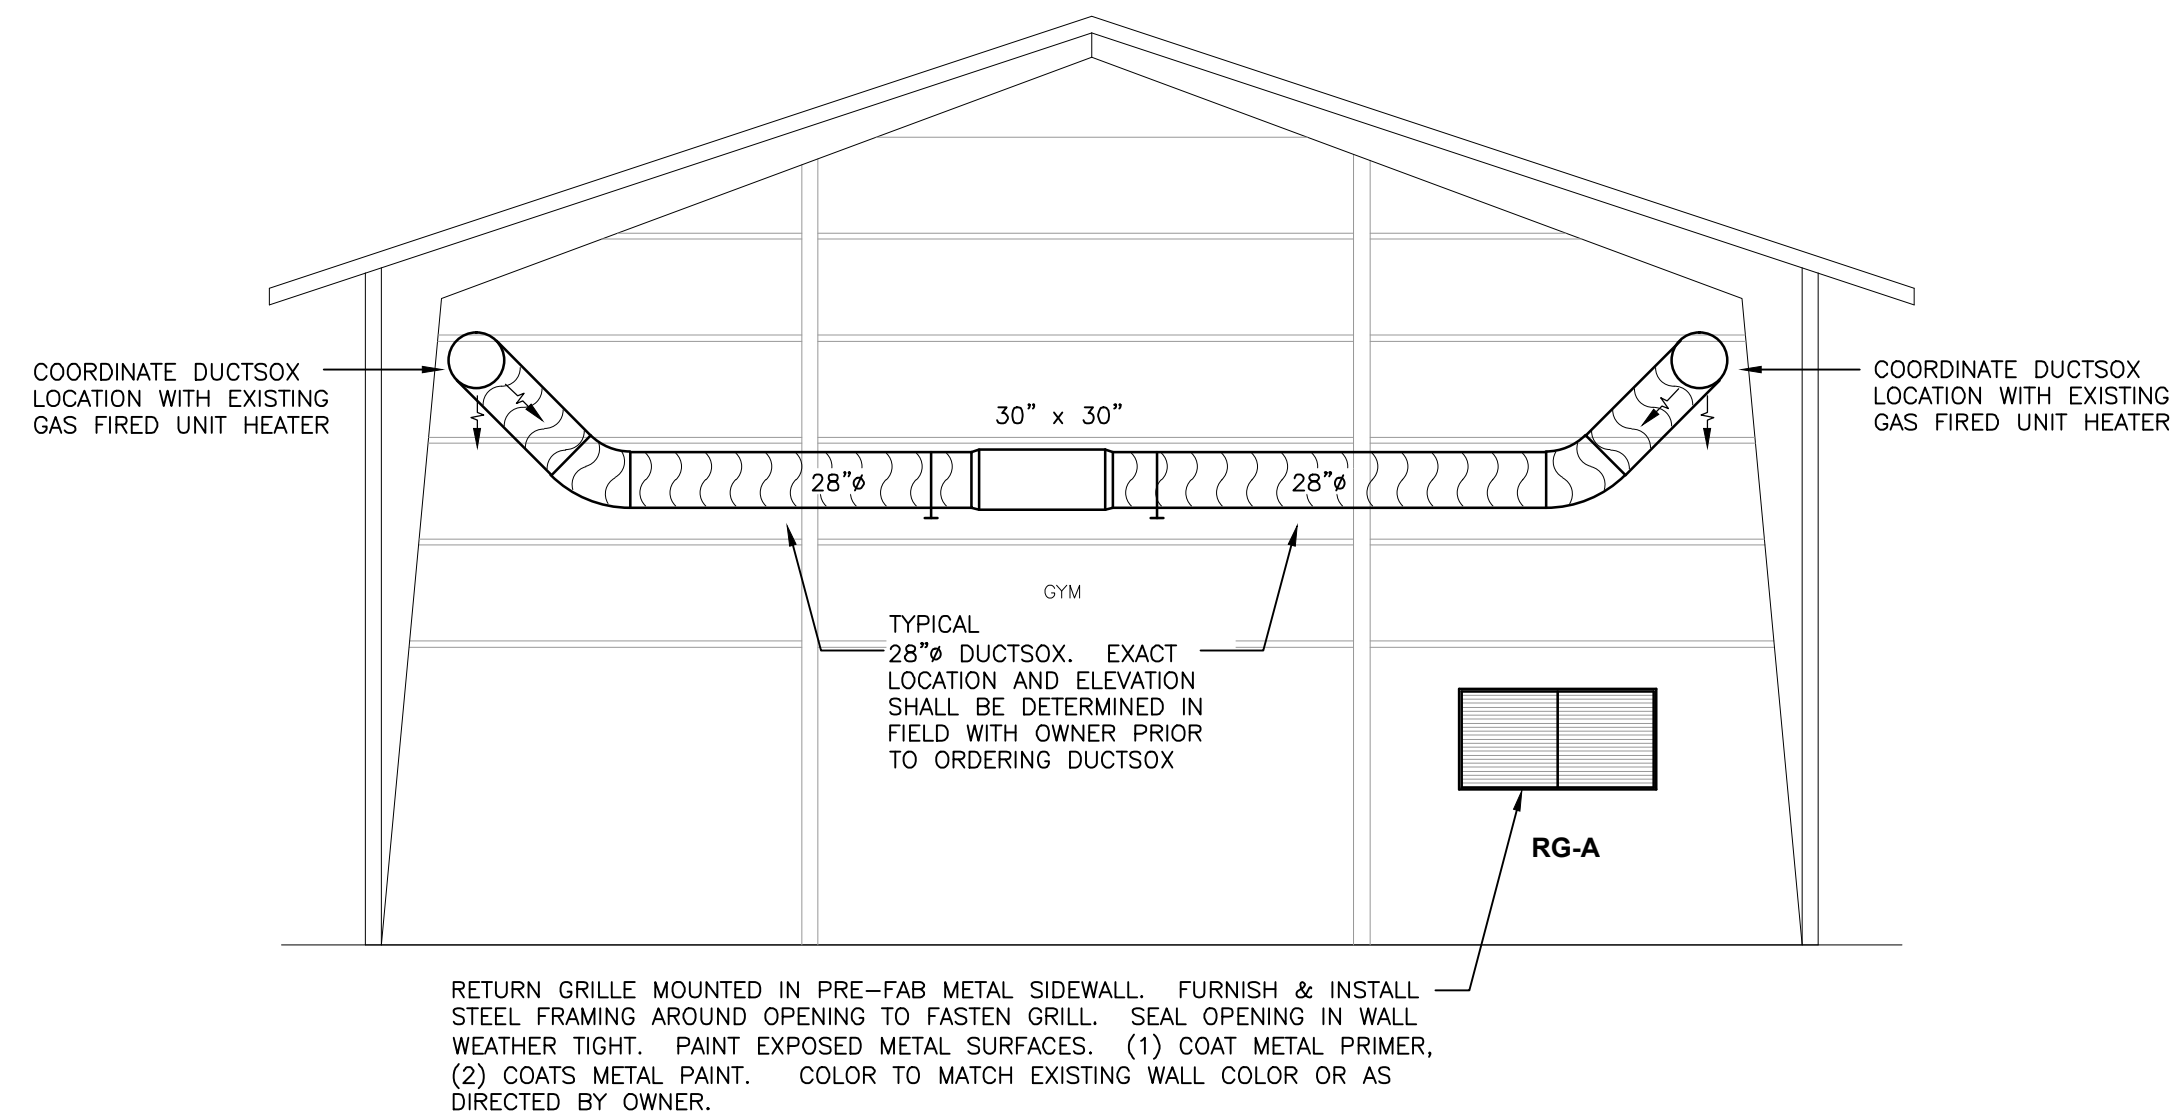 COORDINATE DUCTSOX
LOCATION WITH EXISTING
GAS FIRED UNIT HEATER
30" x 30"
COORDINATE DUCTSOX
LOCATION WITH EXISTING
GAS FIRED UNIT HEATER
28"ø
28"ø
GYM
TYPICAL
28"ø DUCTSOX. EXACT
LOCATION AND ELEVATION
SHALL BE DETERMINED IN
FIELD WITH OWNER PRIOR
TO ORDERING DUCTSOX
RG-A
RETURN GRILLE MOUNTED IN PRE-FAB METAL SIDEWALL. FURNISH & INSTALL
STEEL FRAMING AROUND OPENING TO FASTEN GRILL. SEAL OPENING IN WALL
WEATHER TIGHT. PAINT EXPOSED METAL SURFACES. (1) COAT METAL PRIMER,
(2) COATS METAL PAINT. COLOR TO MATCH EXISTING WALL COLOR OR AS
DIRECTED BY OWNER.